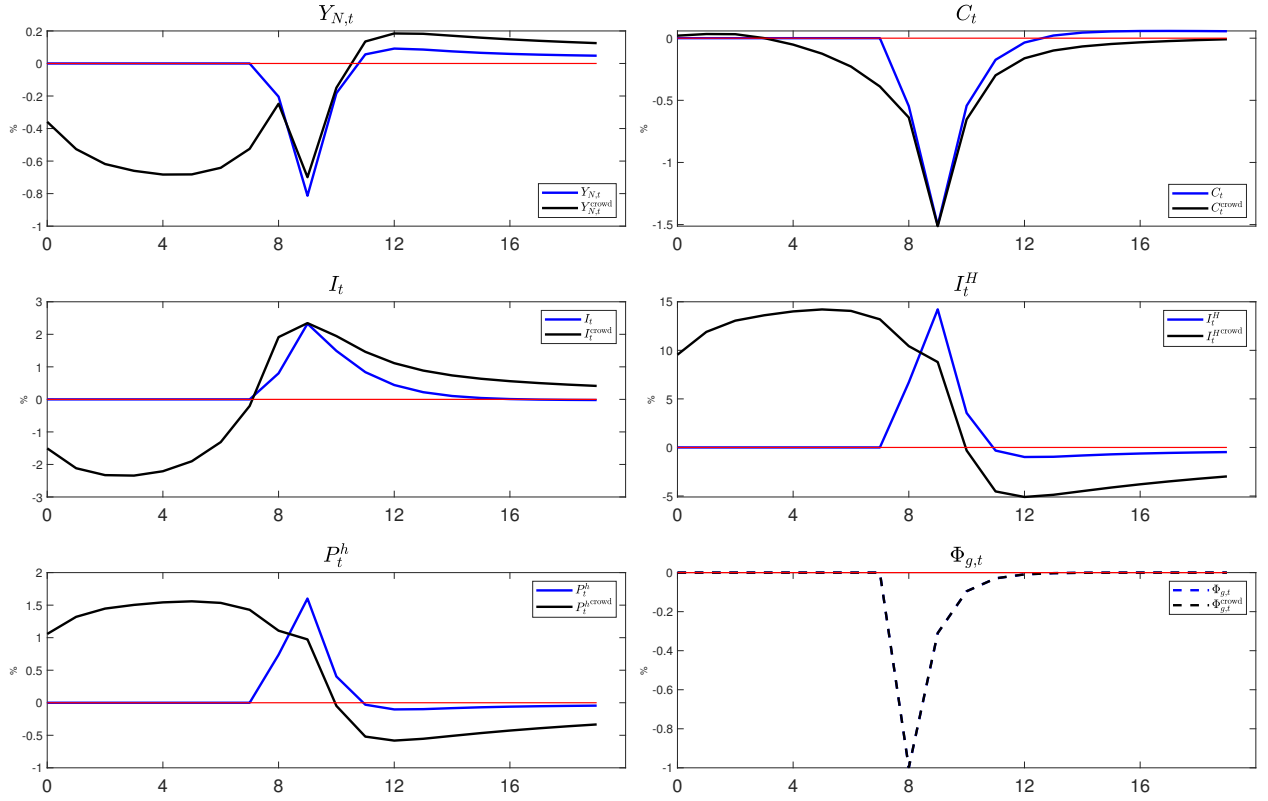 Y_{N,t}
0.2
0
-0.2
-0.4
-0.6
-0.8
-1
%
Y_{N,t}
Y_{N,t}^{crowd}
0 4 8 12 16
C_t
0
-0.5
-1
-1.5
%
C_t
C_t^{crowd}
0 4 8 12 16
I_t
3
2
1
0
-1
-2
-3
%
I_t
I_t^{crowd}
0 4 8 12 16
I_t^H
15
10
5
0
-5
%
I_t^H
I_t^{H^{crowd}}
0 4 8 12 16
P_t^h
2
1.5
1
0.5
0
-0.5
-1
%
P_t^h
P_t^{h^{crowd}}
0 4 8 12 16
Φ_{g,t}
0
-0.2
-0.4
-0.6
-0.8
-1
%
Φ_{g,t}
Φ_{g,t}^{crowd}
0 4 8 12 16